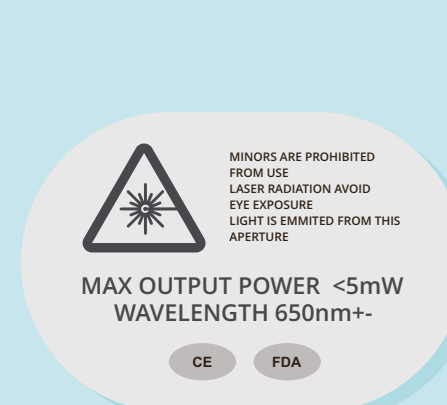 MINORS ARE PROHIBITED
FROM USE
LASER RADIATION AVOID
EYE EXPOSURE
LIGHT IS EMMITED FROM THIS
APERTURE
MAX OUTPUT POWER <5mW
WAVELENGTH 650nm+-
CE
FDA